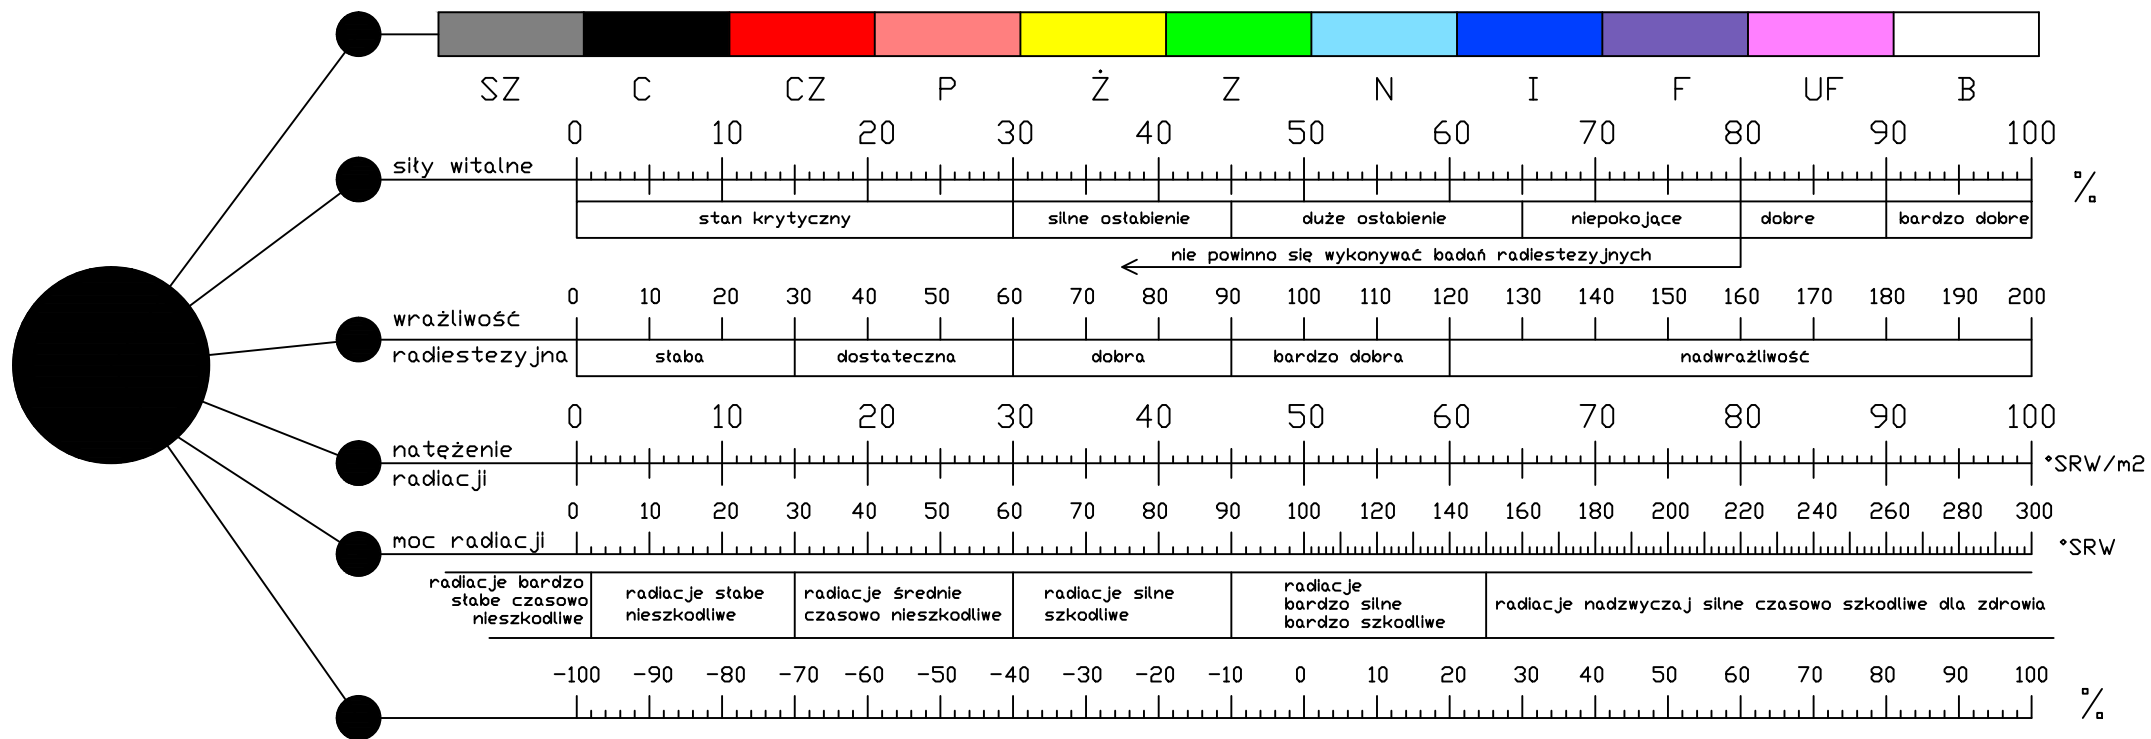 SZ C CZ P Ż Z N I F UF B
0 10 20 30 40 50 60 70 80 90 100
siły witalne
%
stan krytyczny silne osłabienie duże osłabienie niepokojące dobre bardzo dobre
nie powinno się wykonywać badań radiestezyjnych
0 10 20 30 40 50 60 70 80 90 100 110 120 130 140 150 160 170 180 190 200
wrażliwość
radiestezyjna
słaba dostateczna dobra bardzo dobra nadwrażliwość
0 10 20 30 40 50 60 70 80 90 100
natężenie
radiacji
°SRW/m2
0 10 20 30 40 50 60 70 80 90 100 120 140 160 180 200 220 240 260 280 300
moc radiacji
°SRW
radiacje bardzo
słabe czasowo
nieszkodliwe
radiacje słabe
nieszkodliwe
radiacje średnie
czasowo nieszkodliwe
radiacje silne
szkodliwe
radiacje
bardzo silne
bardzo szkodliwe
radiacje nadzwyczaj silne czasowo szkodliwe dla zdrowia
-100 -90 -80 -70 -60 -50 -40 -30 -20 -10 0 10 20 30 40 50 60 70 80 90 100
%